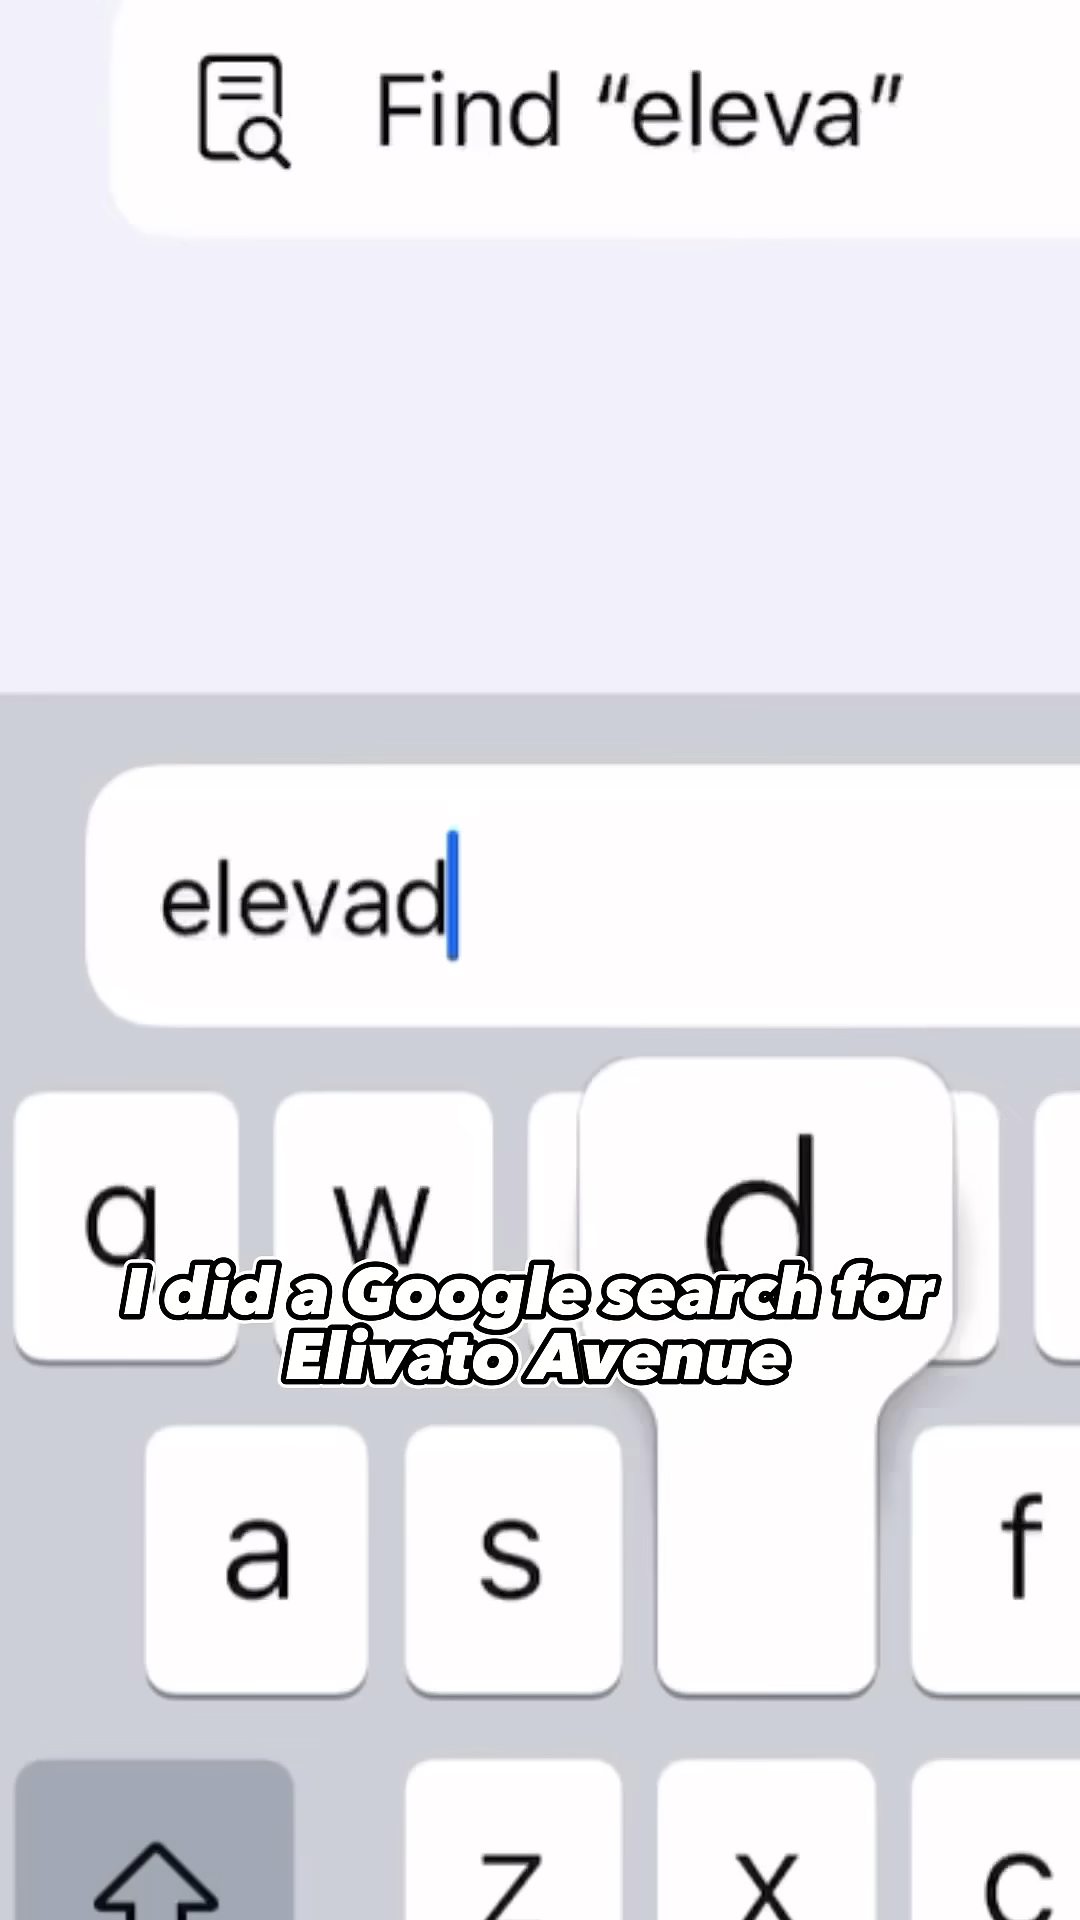 Find “eleva”
elevad
q w d
I did a Google search for
Elivato Avenue
a s f
z x c